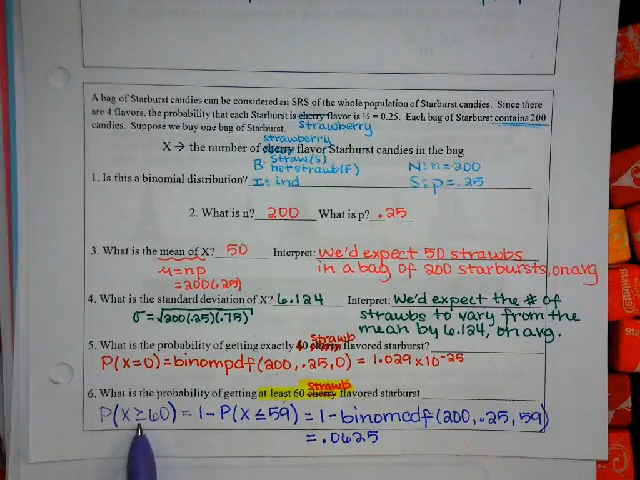 A bag of Starburst candies can be considered an SRS of the whole population of Starburst candies. Since there
are 4 flavors, the probability that each Starburst is cherry flavor is ¼ = 0.25. Each bag of Starburst contains 200
strawberry
candies. Suppose we buy one bag of Starburst.
strawberry
X → the number of cherry flavor Starburst candies in the bag
B: Straw(S)
not straw(F) N: n=200
1. Is this a binomial distribution? I: ind S: p=.25
2. What is n? 200 What is p? .25
3. What is the mean of X? 50 Interpret: We'd expect 50 strawbs
μ=np in a bag of 200 starbursts, on avg
=200(.25)
4. What is the standard deviation of X? 6.124 Interpret: We'd expect the # of
σ=√200(.25)(.75) strawbs to vary from the
mean by 6.124, on avg.
strawb
5. What is the probability of getting exactly 40 cherry flavored starburst?
P(X=0)=binompdf(200,.25,0)=1.029×10⁻²⁵
strawb
6. What is the probability of getting at least 60 cherry flavored starburst
P(X≥60)=1-P(X≤59)=1-binomcdf(200,.25,59)
=.0625